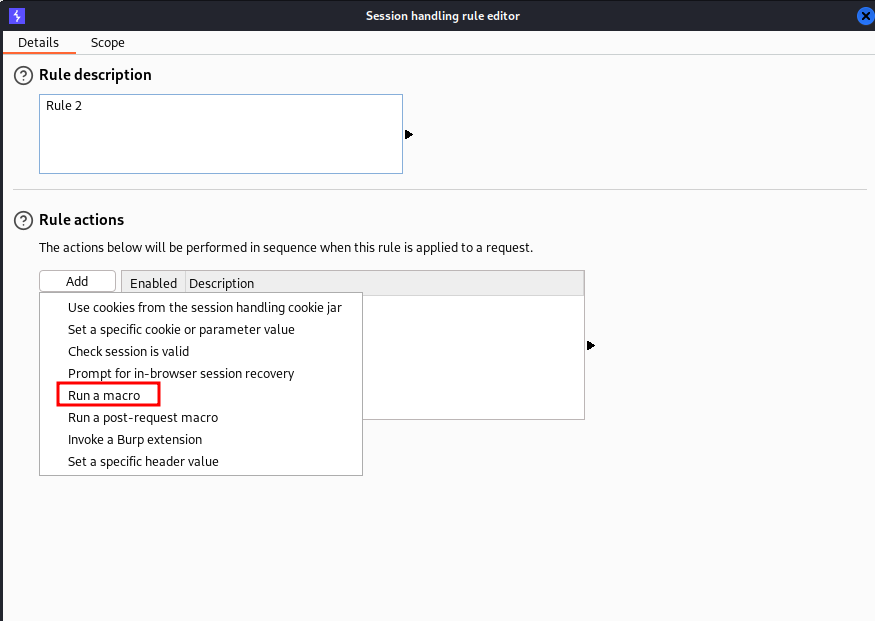 Session handling rule editor
Details Scope
? Rule description
Rule 2
? Rule actions
The actions below will be performed in sequence when this rule is applied to a request.
Add Enabled Description
Use cookies from the session handling cookie jar
Set a specific cookie or parameter value
Check session is valid
Prompt for in-browser session recovery
Run a macro
Run a post-request macro
Invoke a Burp extension
Set a specific header value